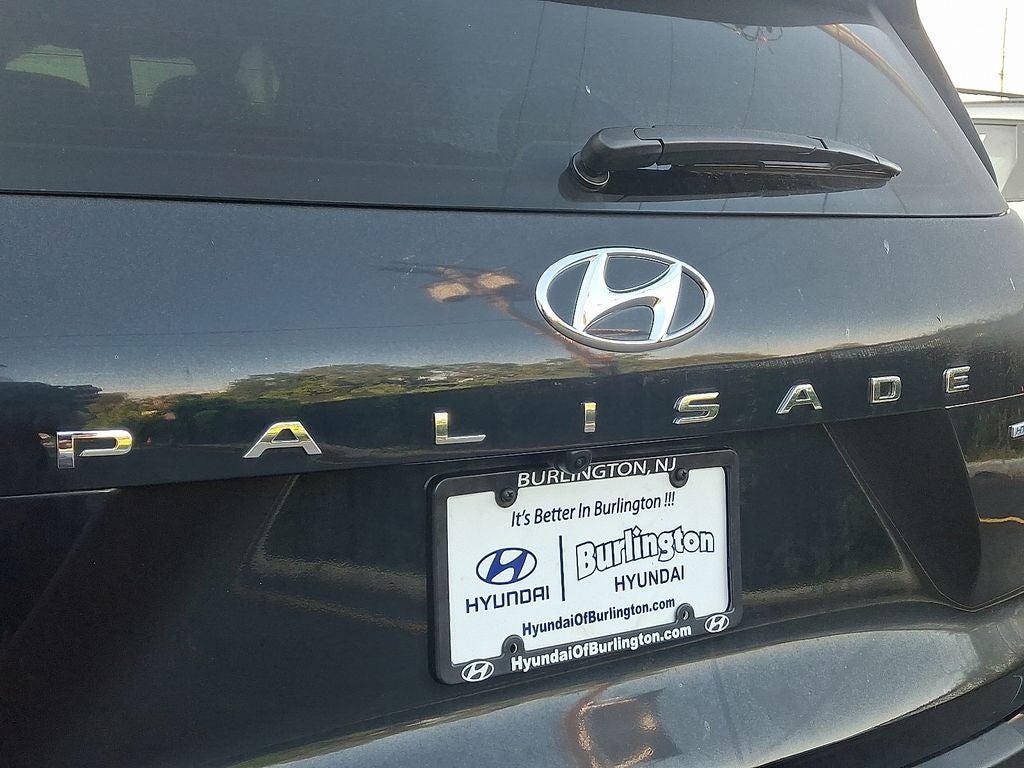 PALISADE
BURLINGTON, NJ
It's Better In Burlington !!!
Burlington
HYUNDAI
HYUNDAI
HyundaiOfBurlington.com
HyundaiOfBurlington.com